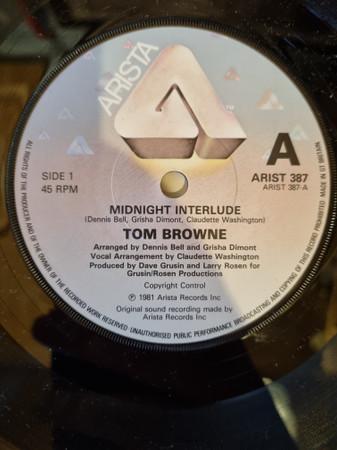 ARISTA
TM
A
SIDE 1
45 RPM
ARIST 387
ARIST 387-A
MIDNIGHT INTERLUDE
(Dennis Bell, Grisha Dimont, Claudette Washington)
TOM BROWNE
Arranged by Dennis Bell and Grisha Dimont
Vocal Arrangement by Claudette Washington
Produced by Dave Grusin and Larry Rosen for
Grusin/Rosen Productions
Copyright Control
℗ 1981 Arista Records Inc
Original sound recording made by
Arista Records Inc
ALL RIGHTS OF THE PRODUCER AND OF THE OWNER OF THE RECORDED WORK RESERVED UNAUTHORISED PUBLIC PERFORMANCE BROADCASTING AND COPYING OF THIS RECORD PROHIBITED MADE IN GT BRITAIN